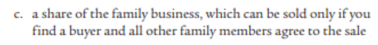 c. a share of the family business, which can be sold only if you
find a buyer and all other family members agree to the sale